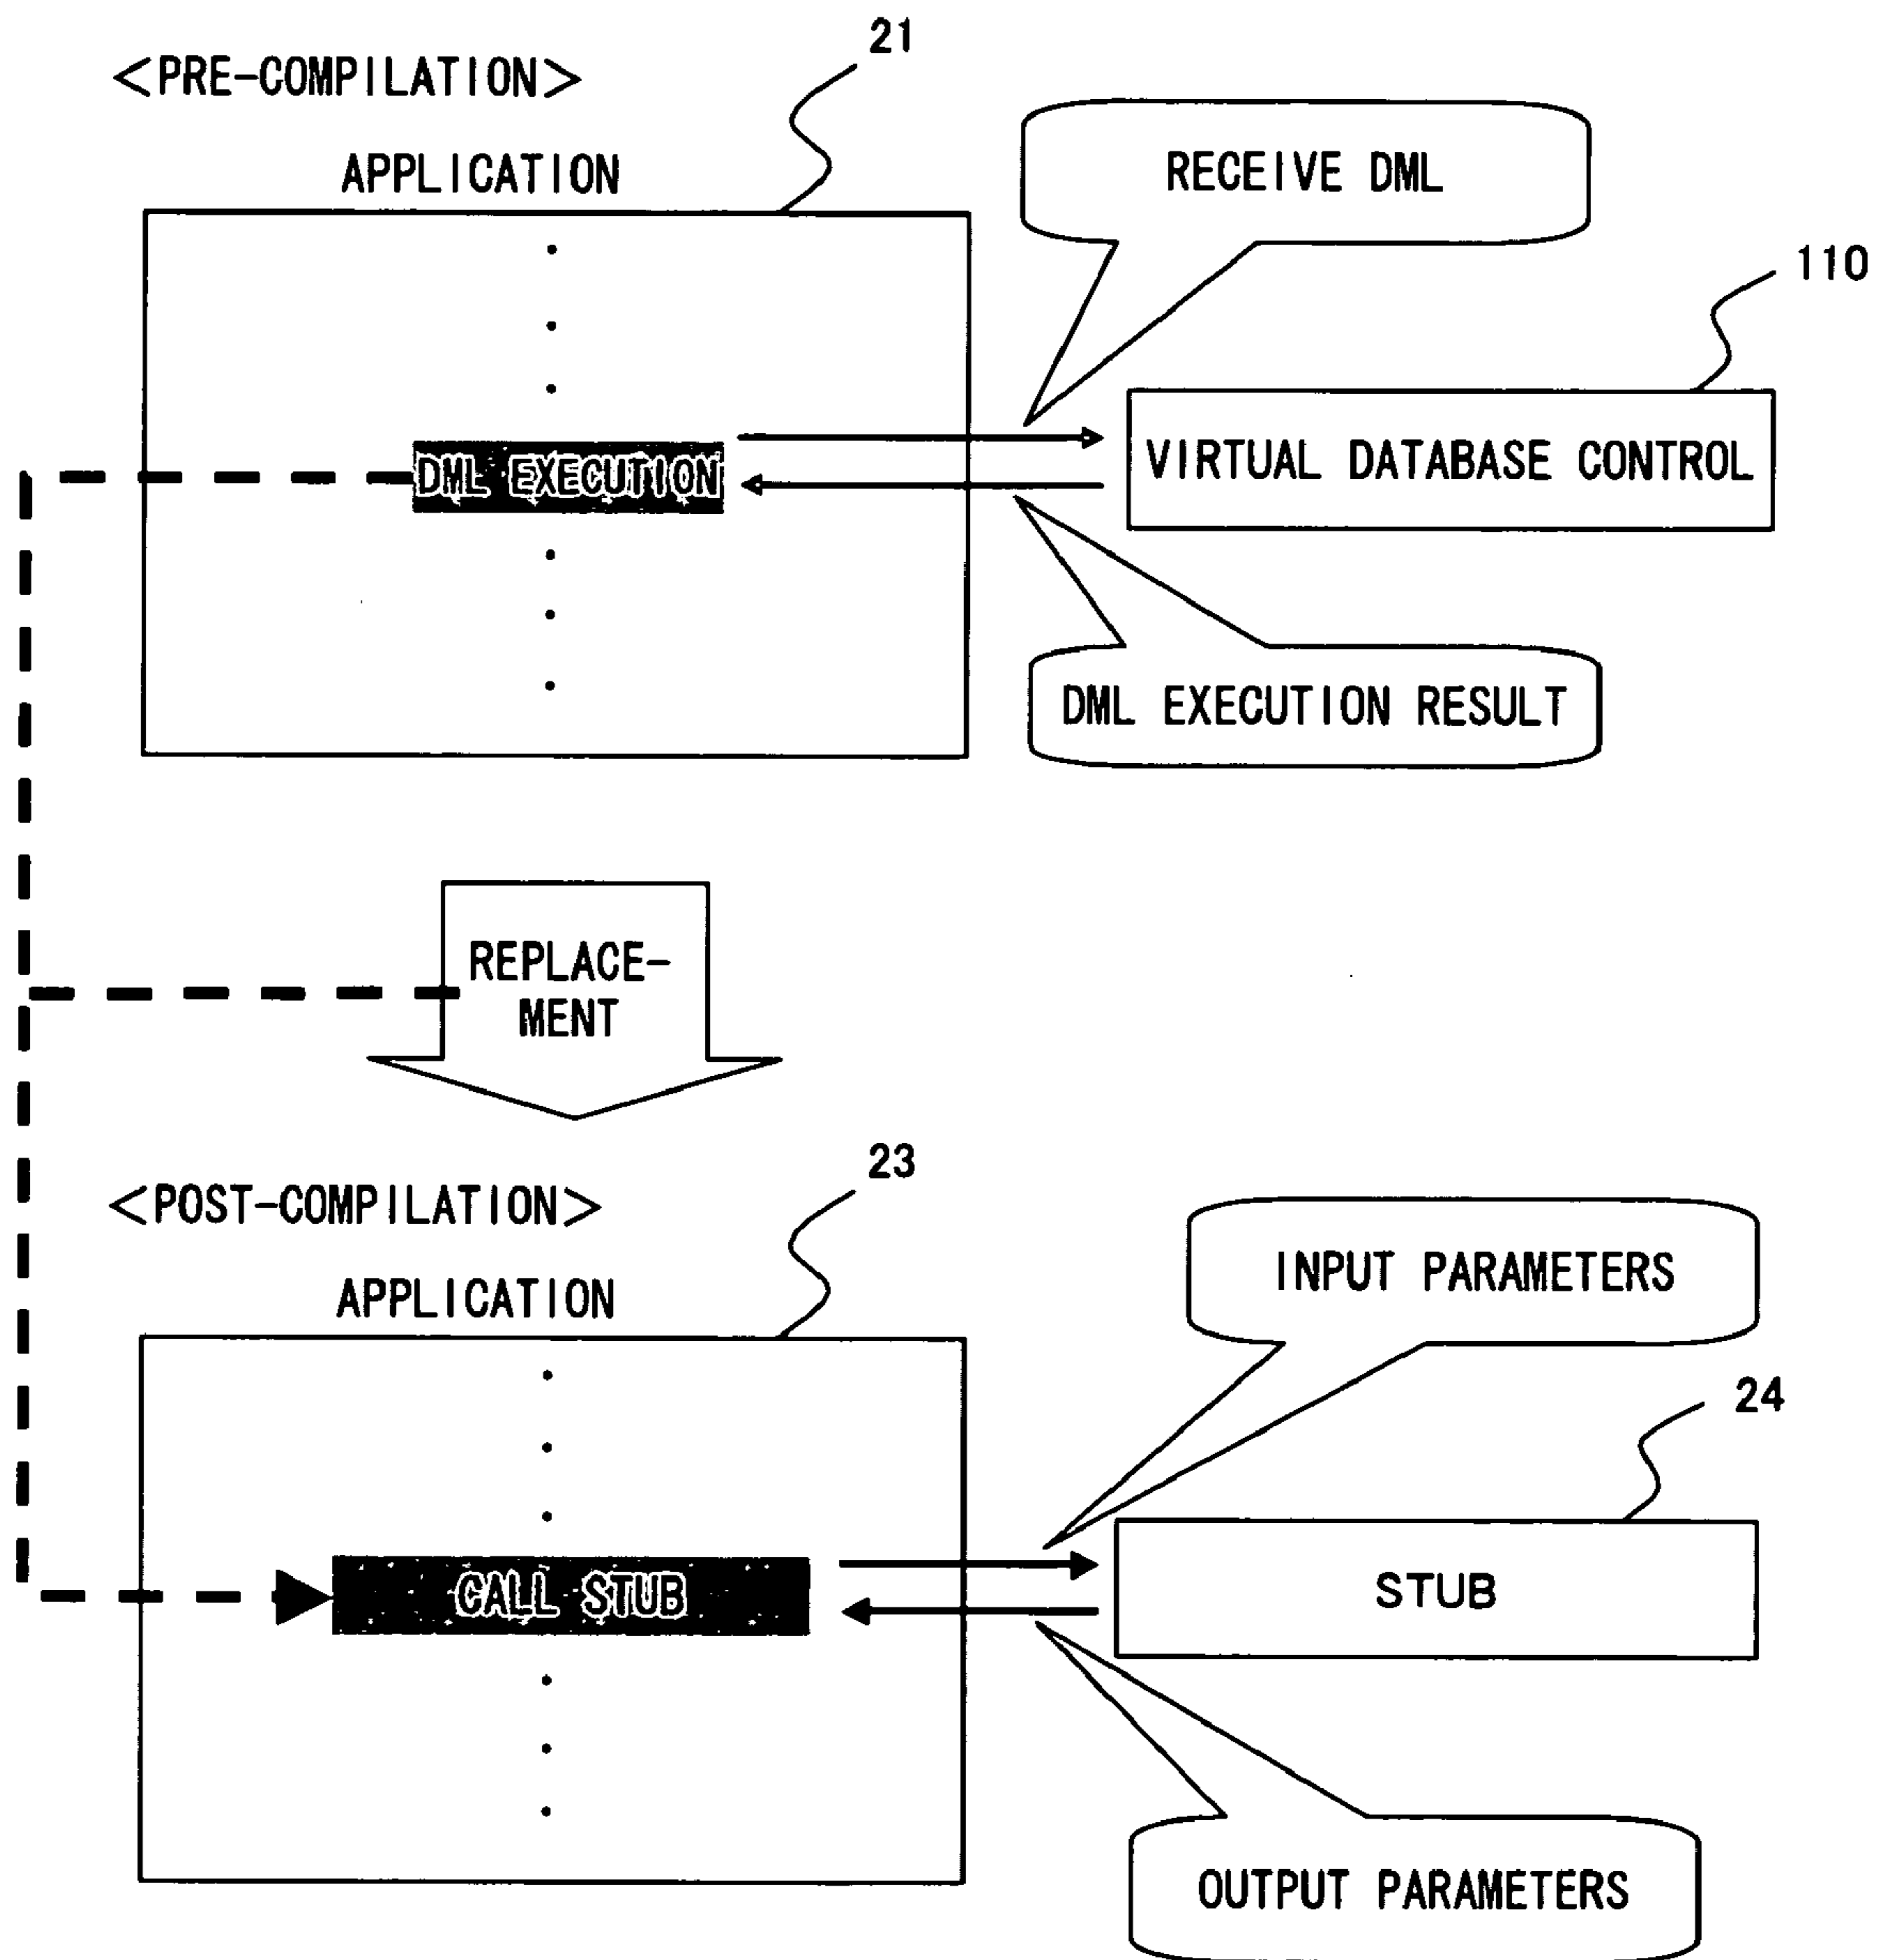 21
<PRE-COMPILATION>
APPLICATION
RECEIVE DML
110
DML EXECUTION
VIRTUAL DATABASE CONTROL
DML EXECUTION RESULT
REPLACE-
MENT
23
<POST-COMPILATION>
APPLICATION
INPUT PARAMETERS
24
CALL STUB
STUB
OUTPUT PARAMETERS